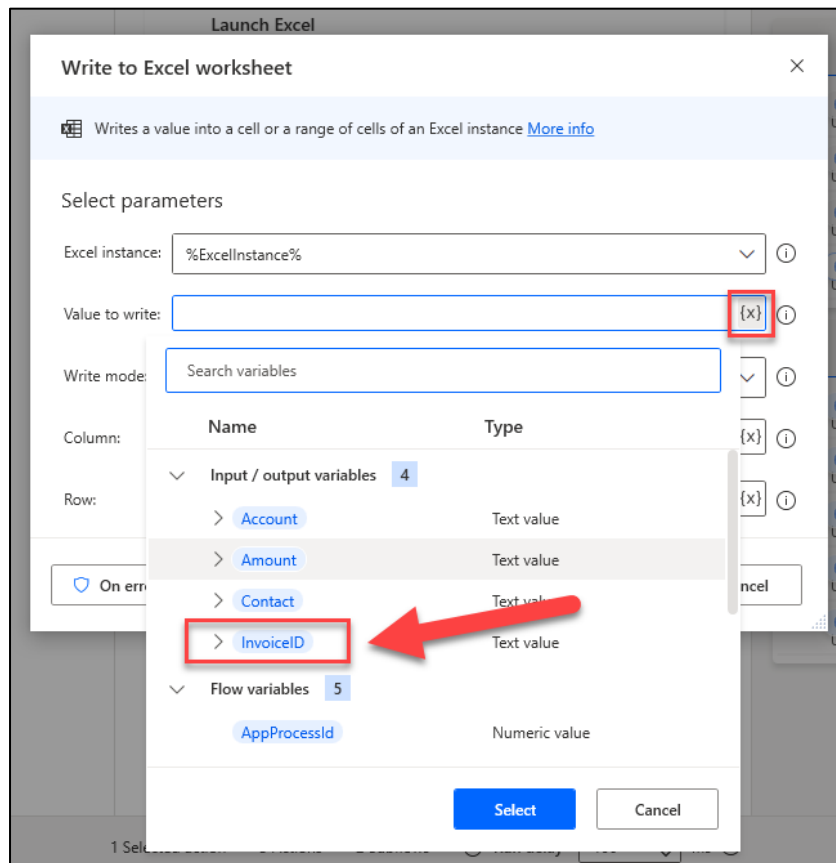 Launch Excel
Write to Excel worksheet
Writes a value into a cell or a range of cells of an Excel instance More info
Select parameters
Excel instance: %ExcelInstance%
Value to write: {x}
Search variables
Write mode:
Name Type
Column: {x}
Input / output variables 4
Row: {x}
Account Text value
Amount Text value
On err ncel
Contact Text value
InvoiceID Text value
Flow variables 5
AppProcessId Numeric value
Select Cancel